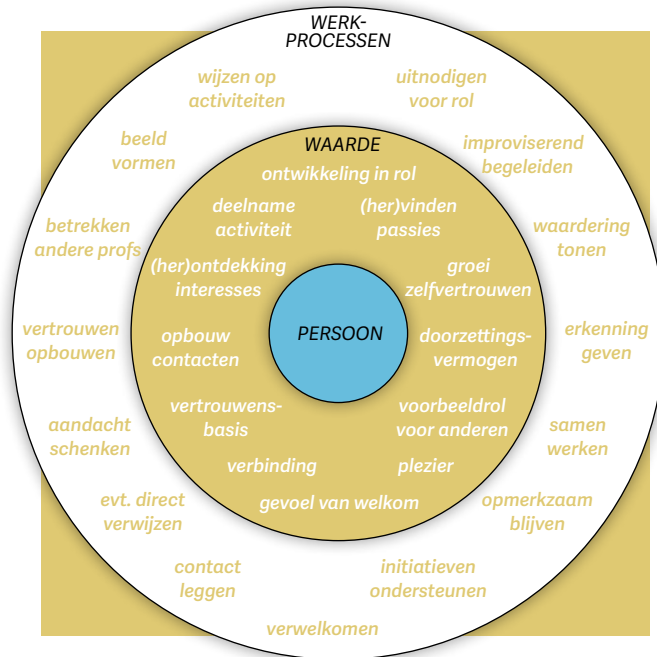 WERK-
PROCESSEN
wijzen op
activiteiten
uitnodigen
voor rol
beeld
vormen
improviserend
begeleiden
betrekken
andere profs
waardering
tonen
vertrouwen
opbouwen
erkenning
geven
aandacht
schenken
samen
werken
evt. direct
verwijzen
opmerkzaam
blijven
contact
leggen
initiatieven
ondersteunen
verwelkomen
WAARDE
ontwikkeling in rol
deelname
activiteit
(her)vinden
passies
(her)ontdekking
interesses
groei
zelfvertrouwen
opbouw
contacten
doorzettings-
vermogen
vertrouwens-
basis
voorbeeldrol
voor anderen
verbinding
plezier
gevoel van welkom
PERSOON